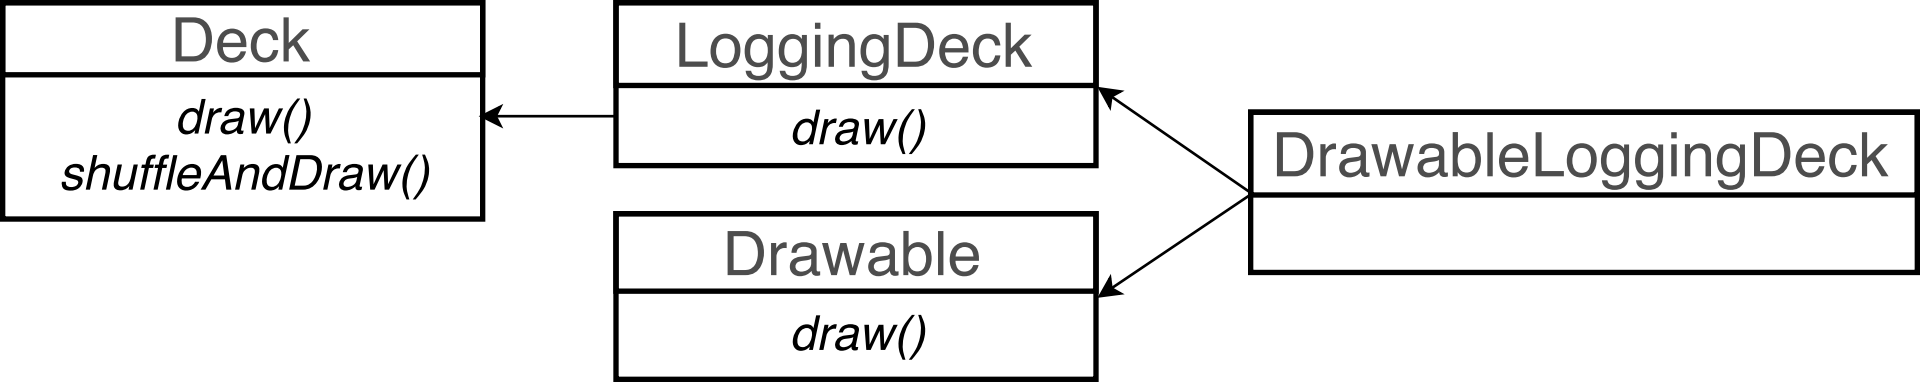 Deck
draw()
shuffleAndDraw()
LoggingDeck
draw()
Drawable
draw()
DrawableLoggingDeck